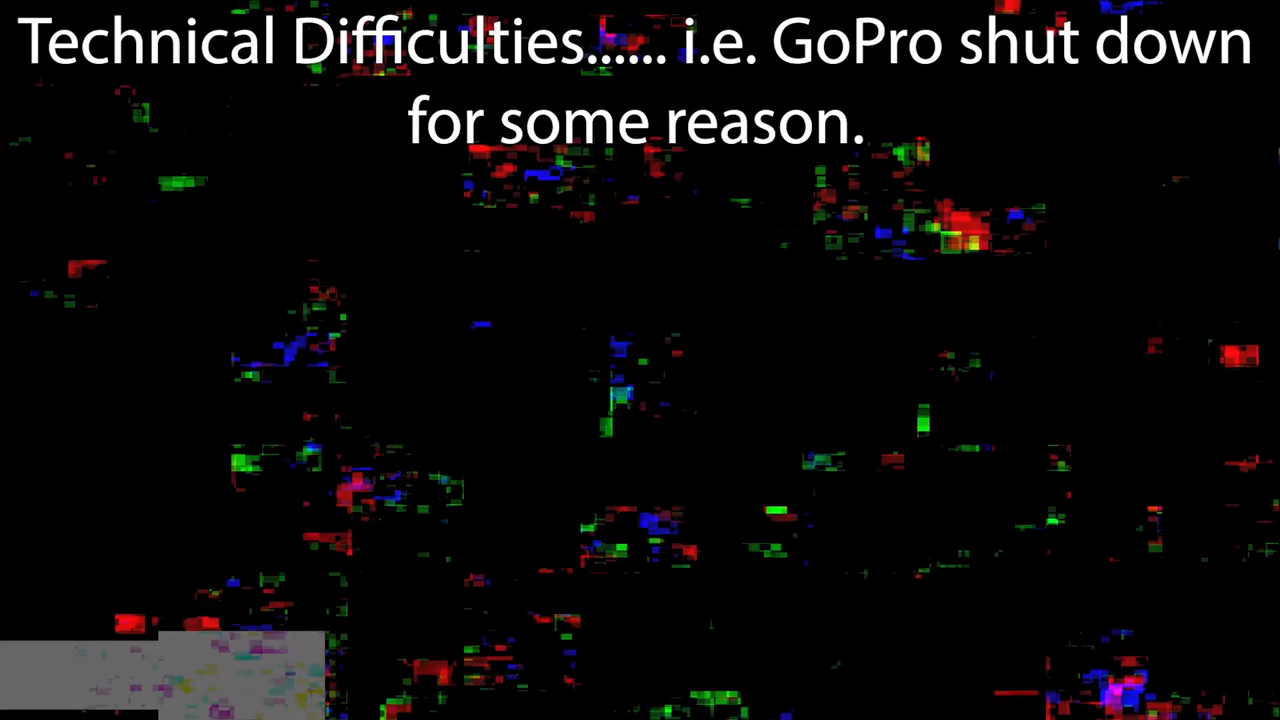 Technical Difficulties...... i.e. GoPro shut down
for some reason.